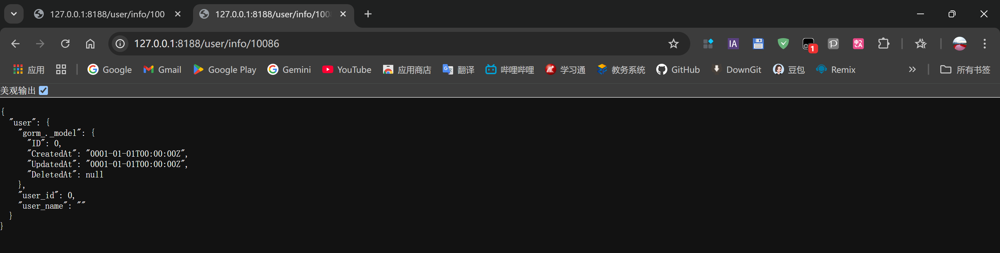 127.0.0.1:8188/user/info/100
127.0.0.1:8188/user/info/100
127.0.0.1:8188/user/info/10086
IA
1
P
中A
应用
Google
Gmail
Google Play
Gemini
YouTube
应用商店
翻译
哔哩哔哩
学习通
教务系统
GitHub
DownGit
豆包
Remix
所有书签
美观输出
{
"user": {
"gorm_._model": {
"ID": 0,
"CreatedAt": "0001-01-01T00:00:00Z",
"UpdatedAt": "0001-01-01T00:00:00Z",
"DeletedAt": null
},
"user_id": 0,
"user_name": ""
}
}